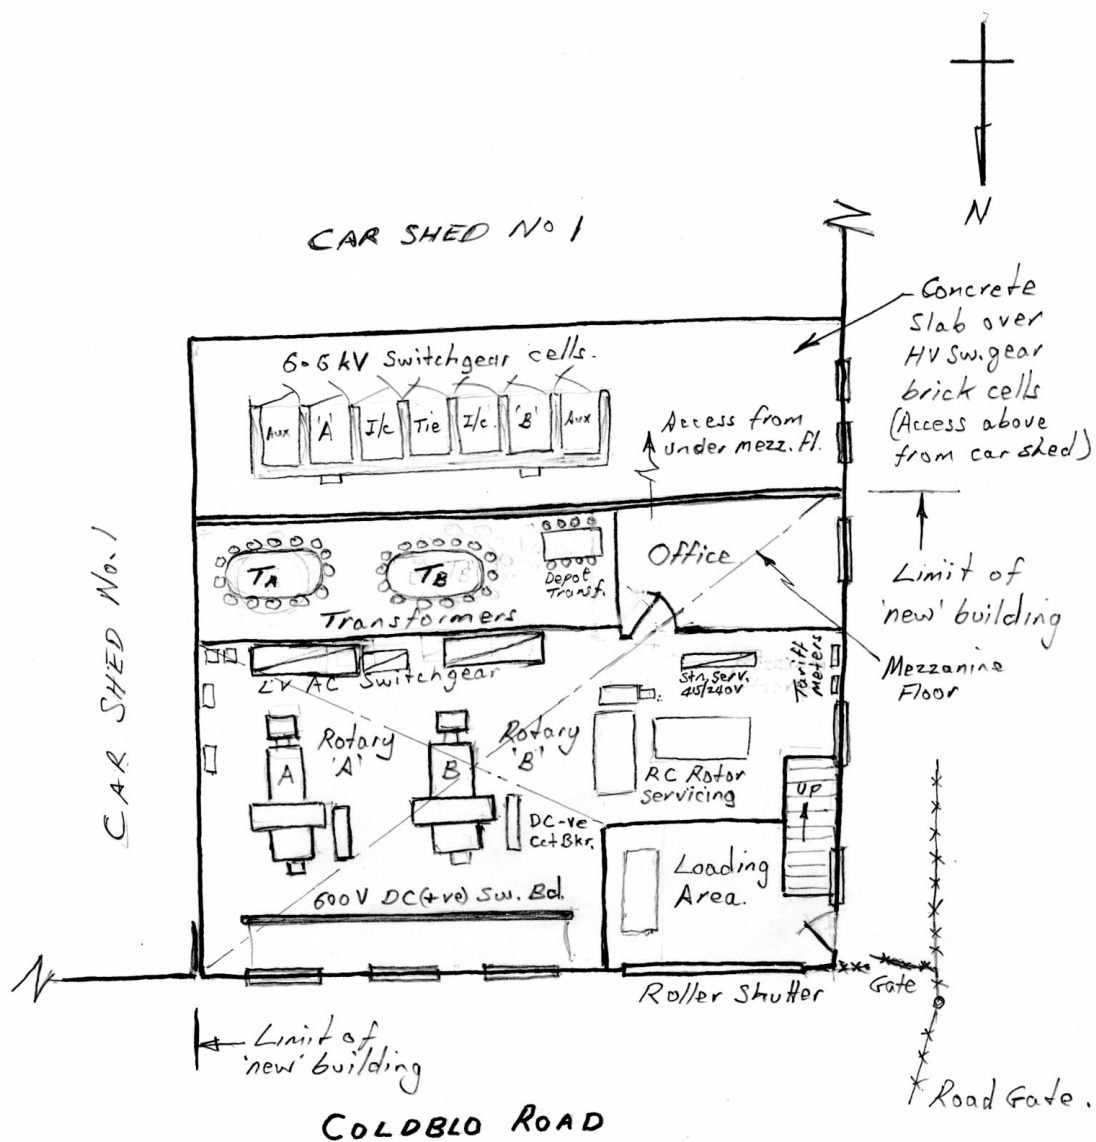 N
CAR SHED No 1
Concrete
Slab over
HV Sw.gear
brick cells
(Access above
from car shed)
6.6 kV Switchgear cells.
Aux 'A' I/c Tie I/c 'B' Aux
Access from
under mezz. fl.
CAR SHED No.1
TA
TB
Depot
Transf.
Office
Transformers
Limit of
'new' building
Mezzanine
Floor
LV AC Switchgear
Stn. Serv.
415/240V
Tariff
Meters
Rotary
'A'
Rotary
'B'
A
B
RC Rotor
Servicing
UP
DC-ve
Cct Bkr.
Loading
Area.
600V DC (+ve) Sw. Bd.
Roller Shutter
Gate
Limit of
'new' building
Road Gate.
COLDBLO ROAD